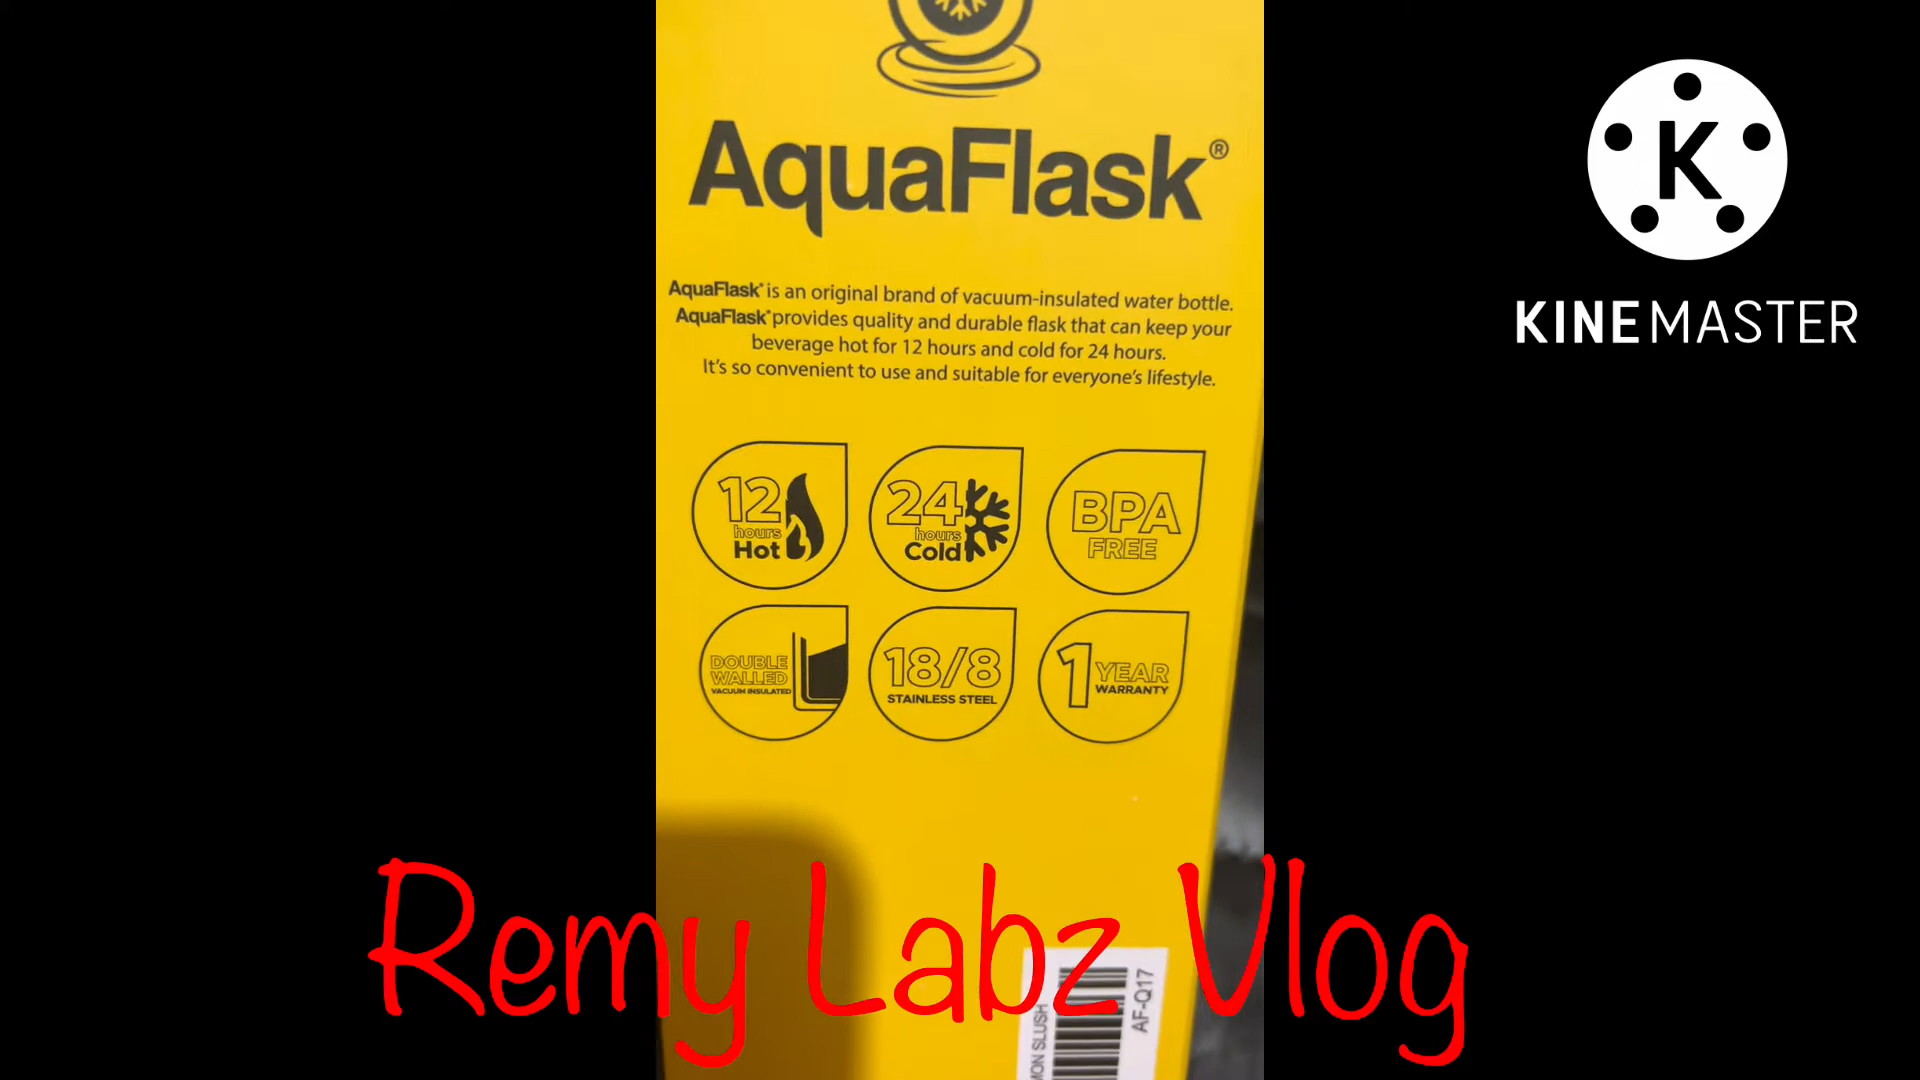 AquaFlask®
AquaFlask® is an original brand of vacuum-insulated water bottle.
AquaFlask® provides quality and durable flask that can keep your
beverage hot for 12 hours and cold for 24 hours.
It's so convenient to use and suitable for everyone's lifestyle.
12
hours
Hot
24
hours
Cold
BPA
FREE
DOUBLE
WALLED
VACUUM INSULATED
18/8
STAINLESS STEEL
1 YEAR
WARRANTY
K
KINEMASTER
Remy Labz Vlog
SLUSH
AF-Q17